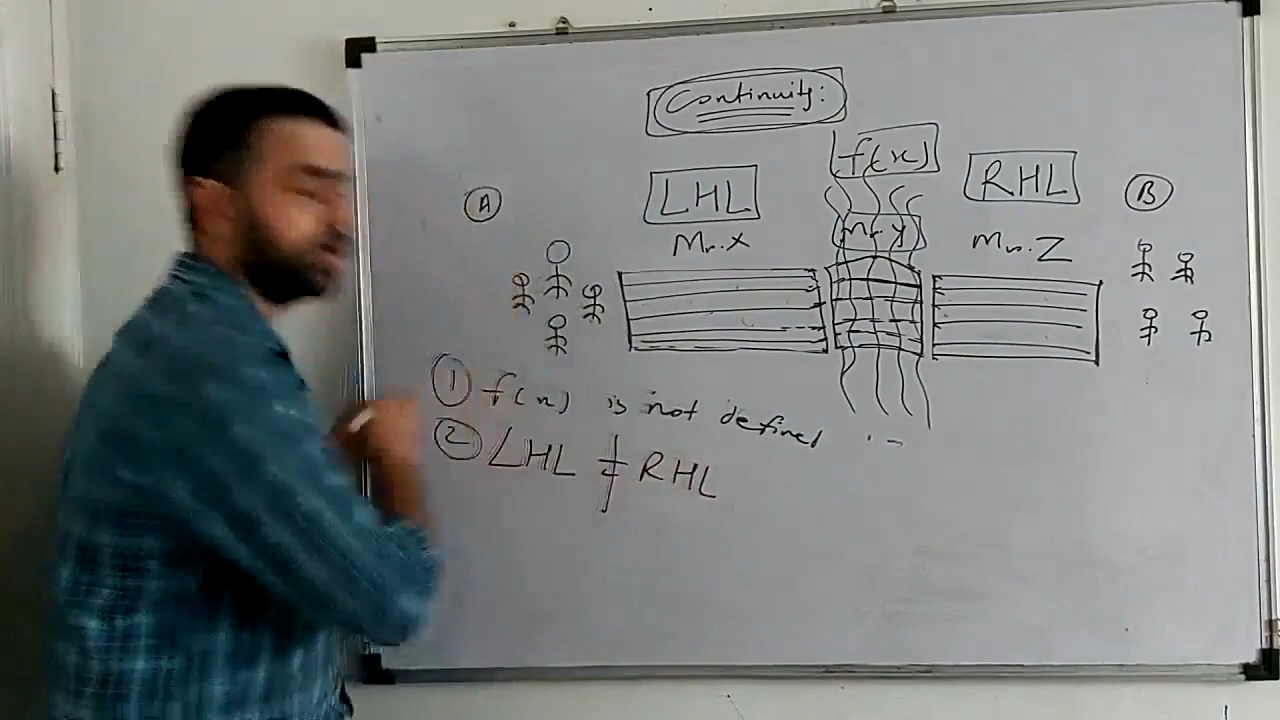 Continuity:
f(x)
LHL
RHL
A
B
Mr. X
Mr. Y
Mr. Z
1 f(x) is not defined
2 LHL ≠ RHL